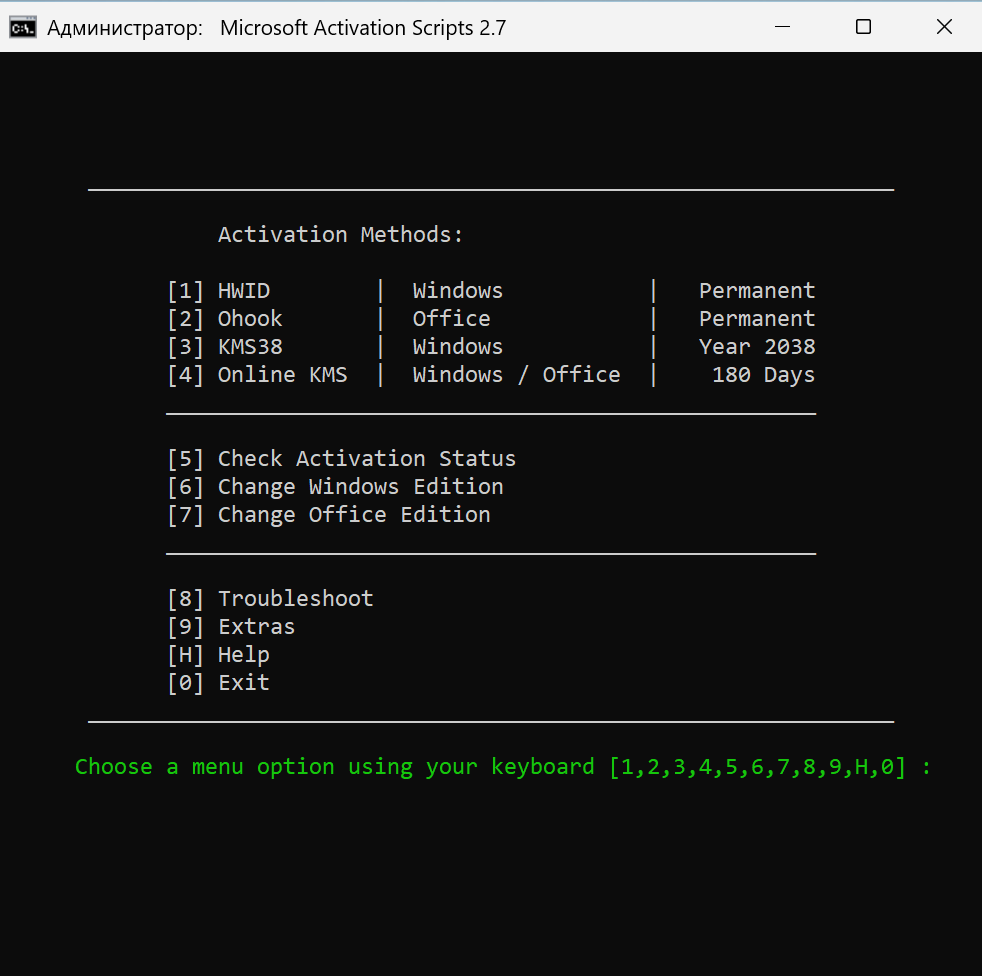 Администратор:   Microsoft Activation Scripts 2.7
Activation Methods:
[1] HWID        |  Windows           |   Permanent
[2] Ohook       |  Office            |   Permanent
[3] KMS38       |  Windows           |   Year 2038
[4] Online KMS  |  Windows / Office  |    180 Days
[5] Check Activation Status
[6] Change Windows Edition
[7] Change Office Edition
[8] Troubleshoot
[9] Extras
[H] Help
[0] Exit
Choose a menu option using your keyboard [1,2,3,4,5,6,7,8,9,H,0] :